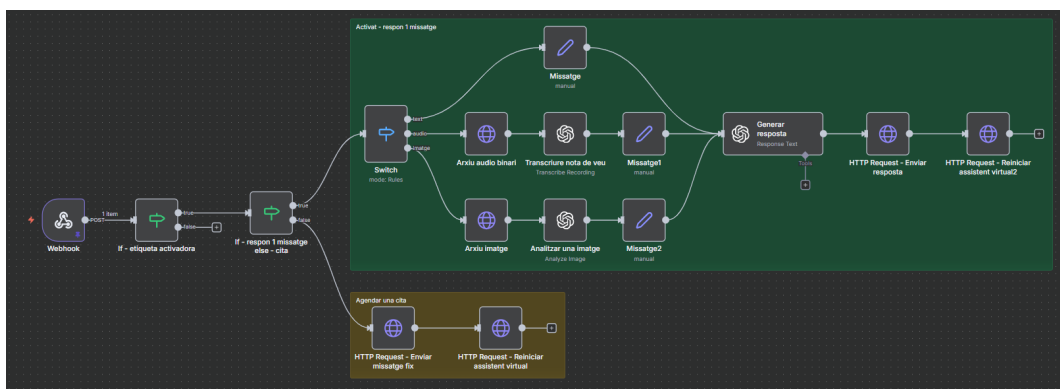 Activat - respon 1 missatge
Missatge
manual
text
audio
imatge
Switch
mode: Rules
Arxiu audio binari
Transcriure nota de veu
Transcribe Recording
Missatge1
manual
Generar
resposta
Response Text
Tools
HTTP Request - Enviar
resposta
HTTP Request - Reiniciar
assistent virtual2
Arxiu imatge
Analitzar una imatge
Analyze Image
Missatge2
manual
POST
1 item
Webhook
true
false
If - etiqueta activadora
true
false
If - respon 1 missatge
else - cita
Agendar una cita
HTTP Request - Enviar
missatge fix
HTTP Request - Reiniciar
assistent virtual